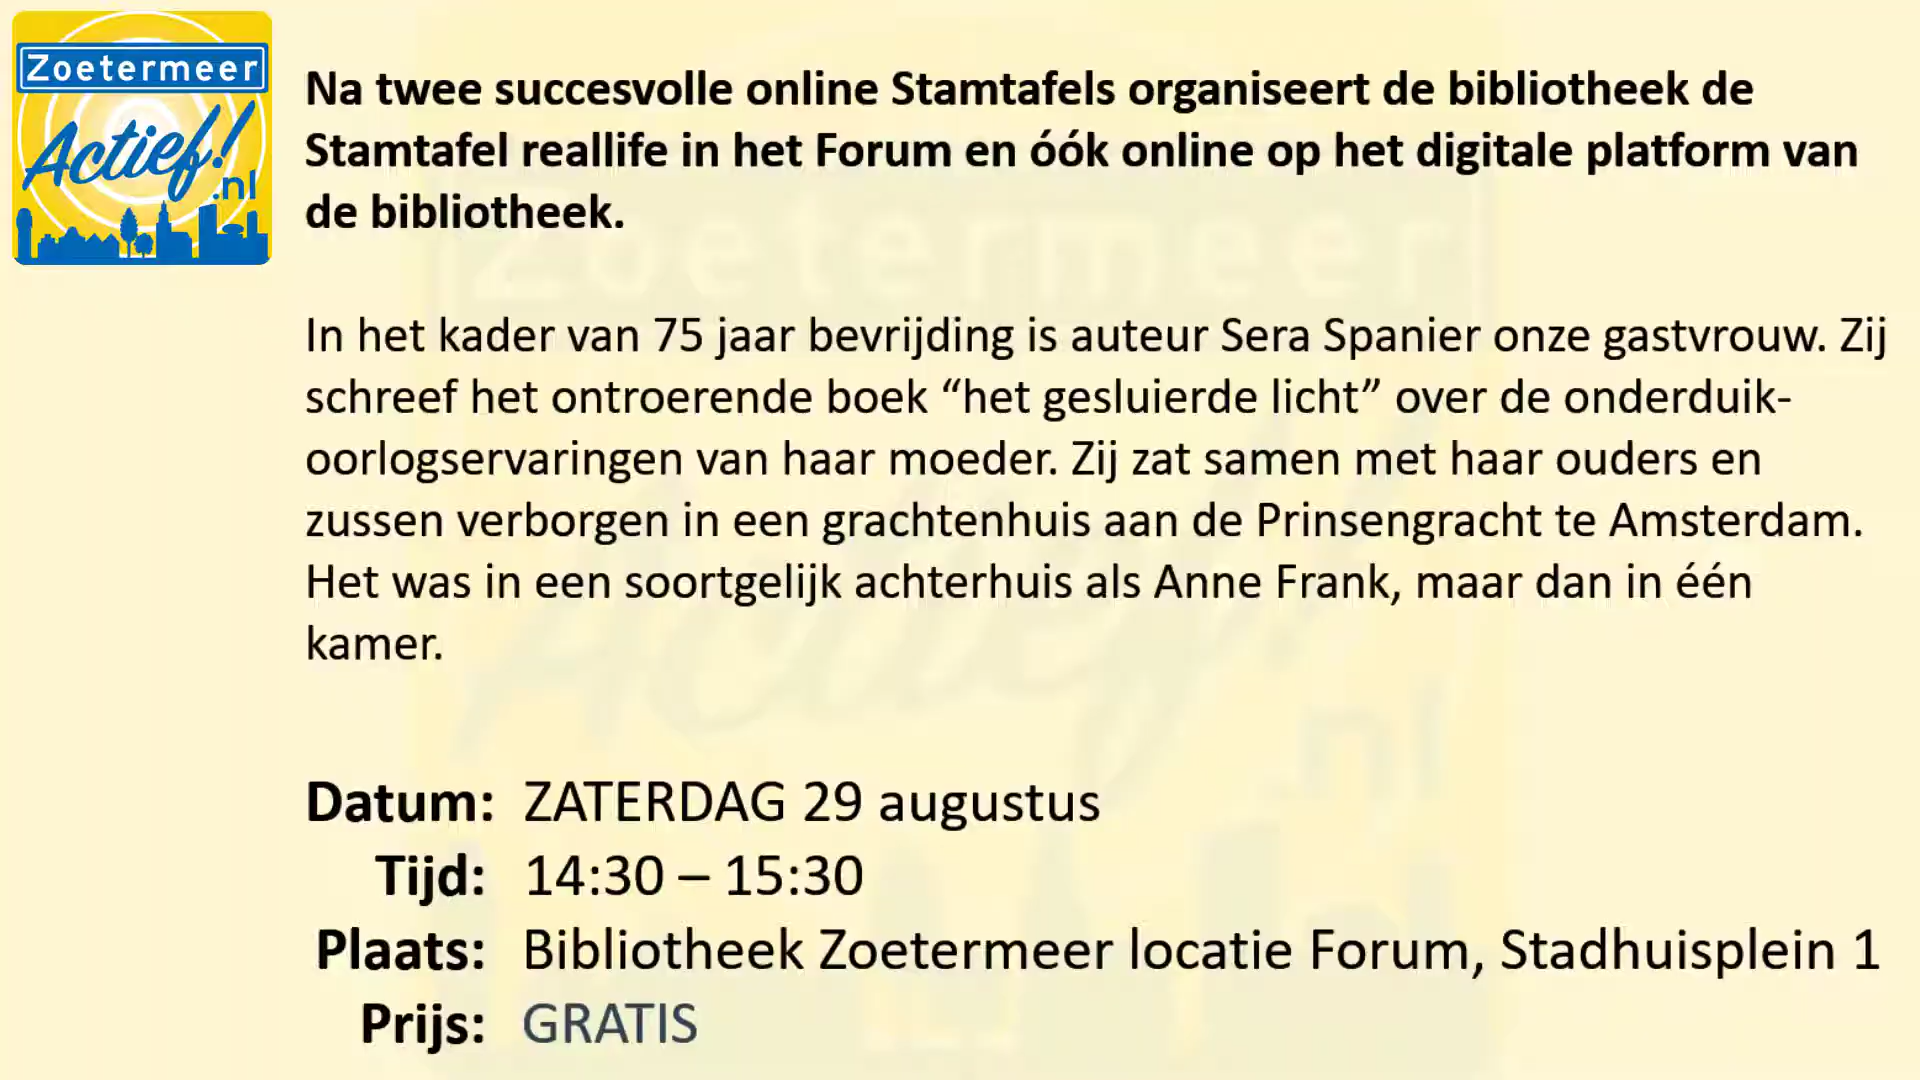 Zoetermeer
Actief!
.nl
Na twee succesvolle online Stamtafels organiseert de bibliotheek de
Stamtafel reallife in het Forum en óók online op het digitale platform van
de bibliotheek.
In het kader van 75 jaar bevrijding is auteur Sera Spanier onze gastvrouw. Zij
schreef het ontroerende boek “het gesluierde licht” over de onderduik-
oorlogservaringen van haar moeder. Zij zat samen met haar ouders en
zussen verborgen in een grachtenhuis aan de Prinsengracht te Amsterdam.
Het was in een soortgelijk achterhuis als Anne Frank, maar dan in één
kamer.
Datum: ZATERDAG 29 augustus
Tijd: 14:30 – 15:30
Plaats: Bibliotheek Zoetermeer locatie Forum, Stadhuisplein 1
Prijs: GRATIS